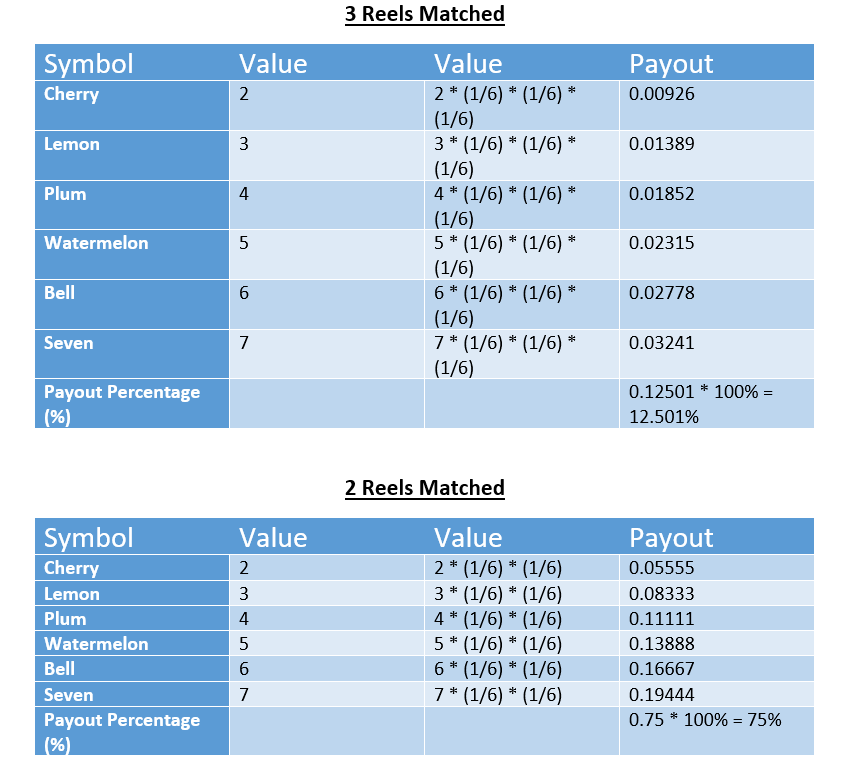 3 Reels Matched
Symbol Value Value Payout
Cherry 2 2 * (1/6) * (1/6) * 0.00926
(1/6)
Lemon 3 3 * (1/6) * (1/6) * 0.01389
(1/6)
Plum 4 4 * (1/6) * (1/6) * 0.01852
(1/6)
Watermelon 5 5 * (1/6) * (1/6) * 0.02315
(1/6)
Bell 6 6 * (1/6) * (1/6) * 0.02778
(1/6)
Seven 7 7 * (1/6) * (1/6) * 0.03241
(1/6)
Payout Percentage 0.12501 * 100% =
(%) 12.501%
2 Reels Matched
Symbol Value Value Payout
Cherry 2 2 * (1/6) * (1/6) 0.05555
Lemon 3 3 * (1/6) * (1/6) 0.08333
Plum 4 4 * (1/6) * (1/6) 0.11111
Watermelon 5 5 * (1/6) * (1/6) 0.13888
Bell 6 6 * (1/6) * (1/6) 0.16667
Seven 7 7 * (1/6) * (1/6) 0.19444
Payout Percentage 0.75 * 100% = 75%
(%)